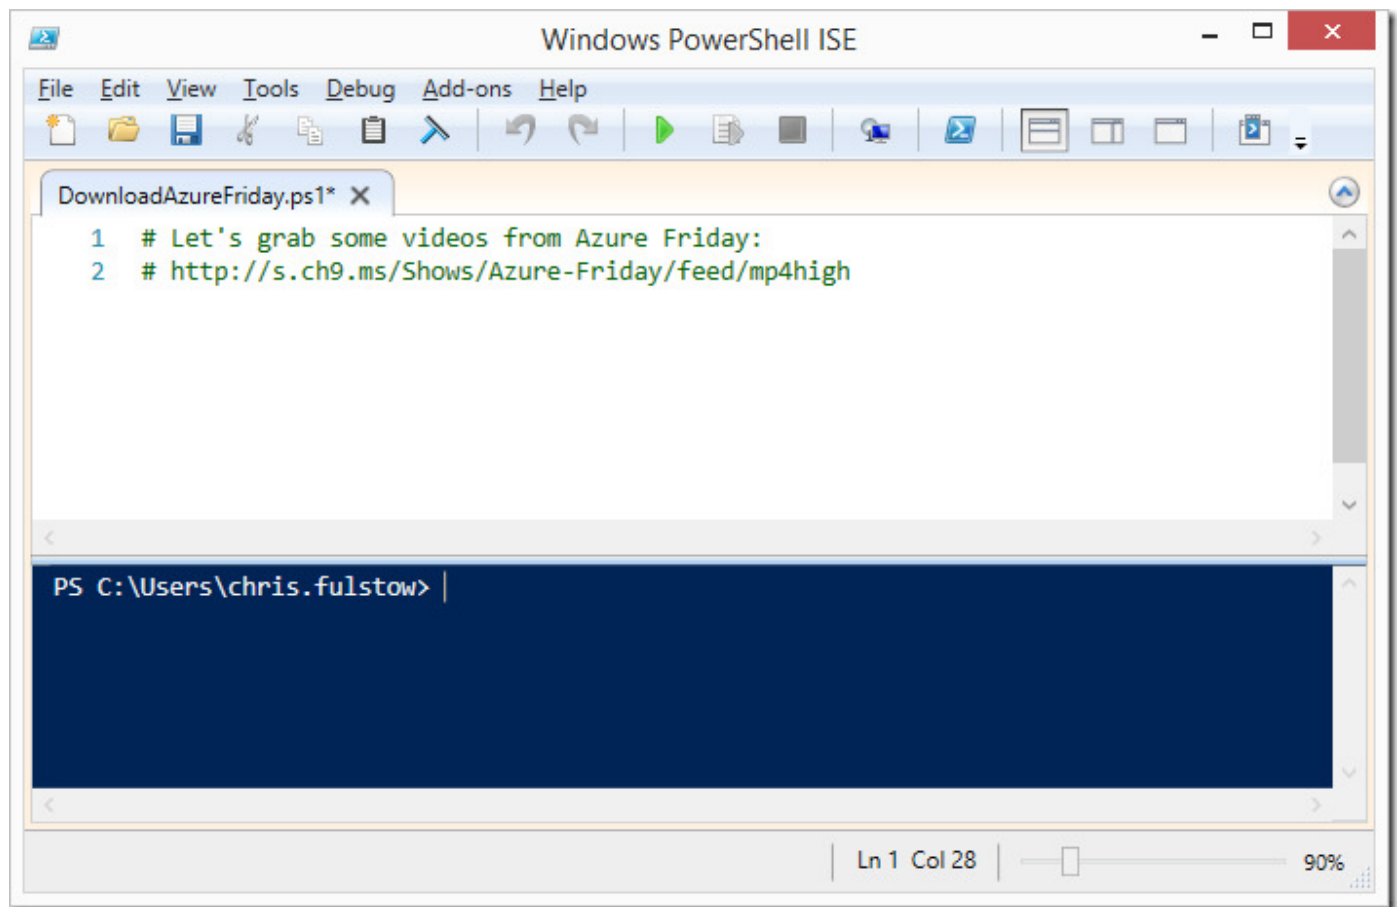 Windows PowerShell ISE
File Edit View Tools Debug Add-ons Help
DownloadAzureFriday.ps1*
1 # Let's grab some videos from Azure Friday:
2 # http://s.ch9.ms/Shows/Azure-Friday/feed/mp4high
PS C:\Users\chris.fulstow>
Ln 1 Col 28 90%